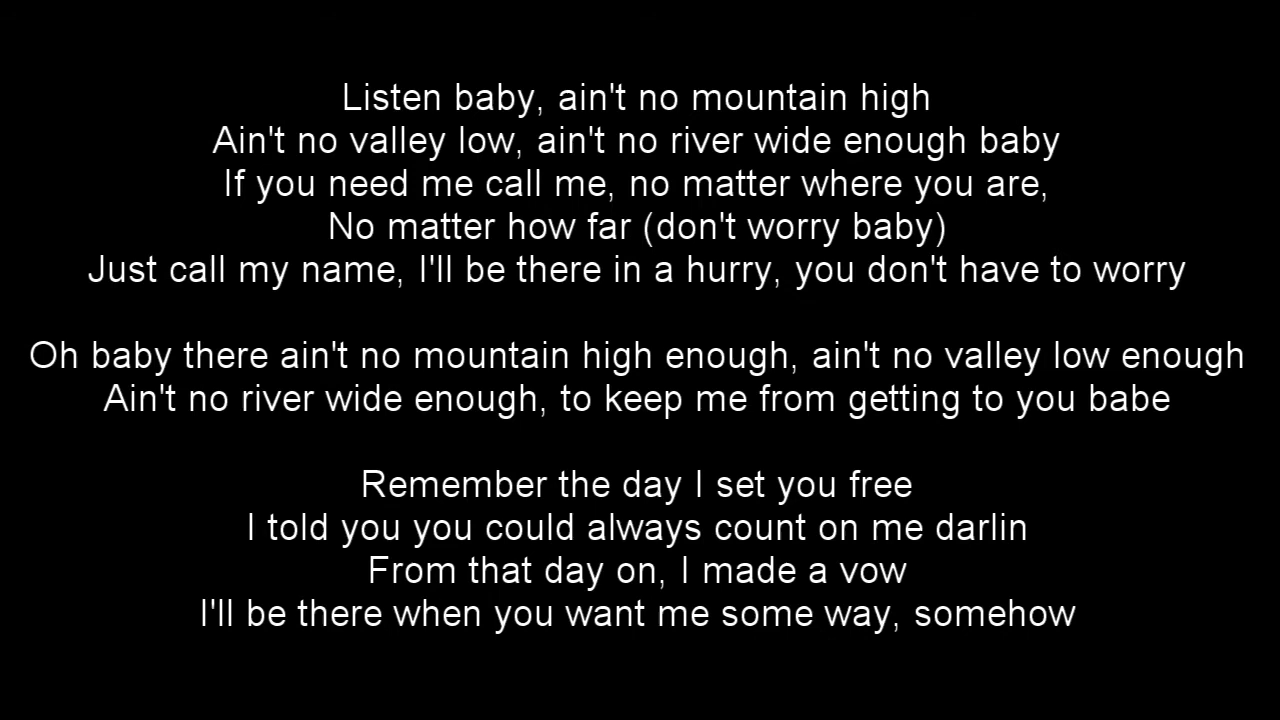 Listen baby, ain't no mountain high
Ain't no valley low, ain't no river wide enough baby
If you need me call me, no matter where you are,
No matter how far (don't worry baby)
Just call my name, I'll be there in a hurry, you don't have to worry
Oh baby there ain't no mountain high enough, ain't no valley low enough
Ain't no river wide enough, to keep me from getting to you babe
Remember the day I set you free
I told you you could always count on me darlin
From that day on, I made a vow
I'll be there when you want me some way, somehow